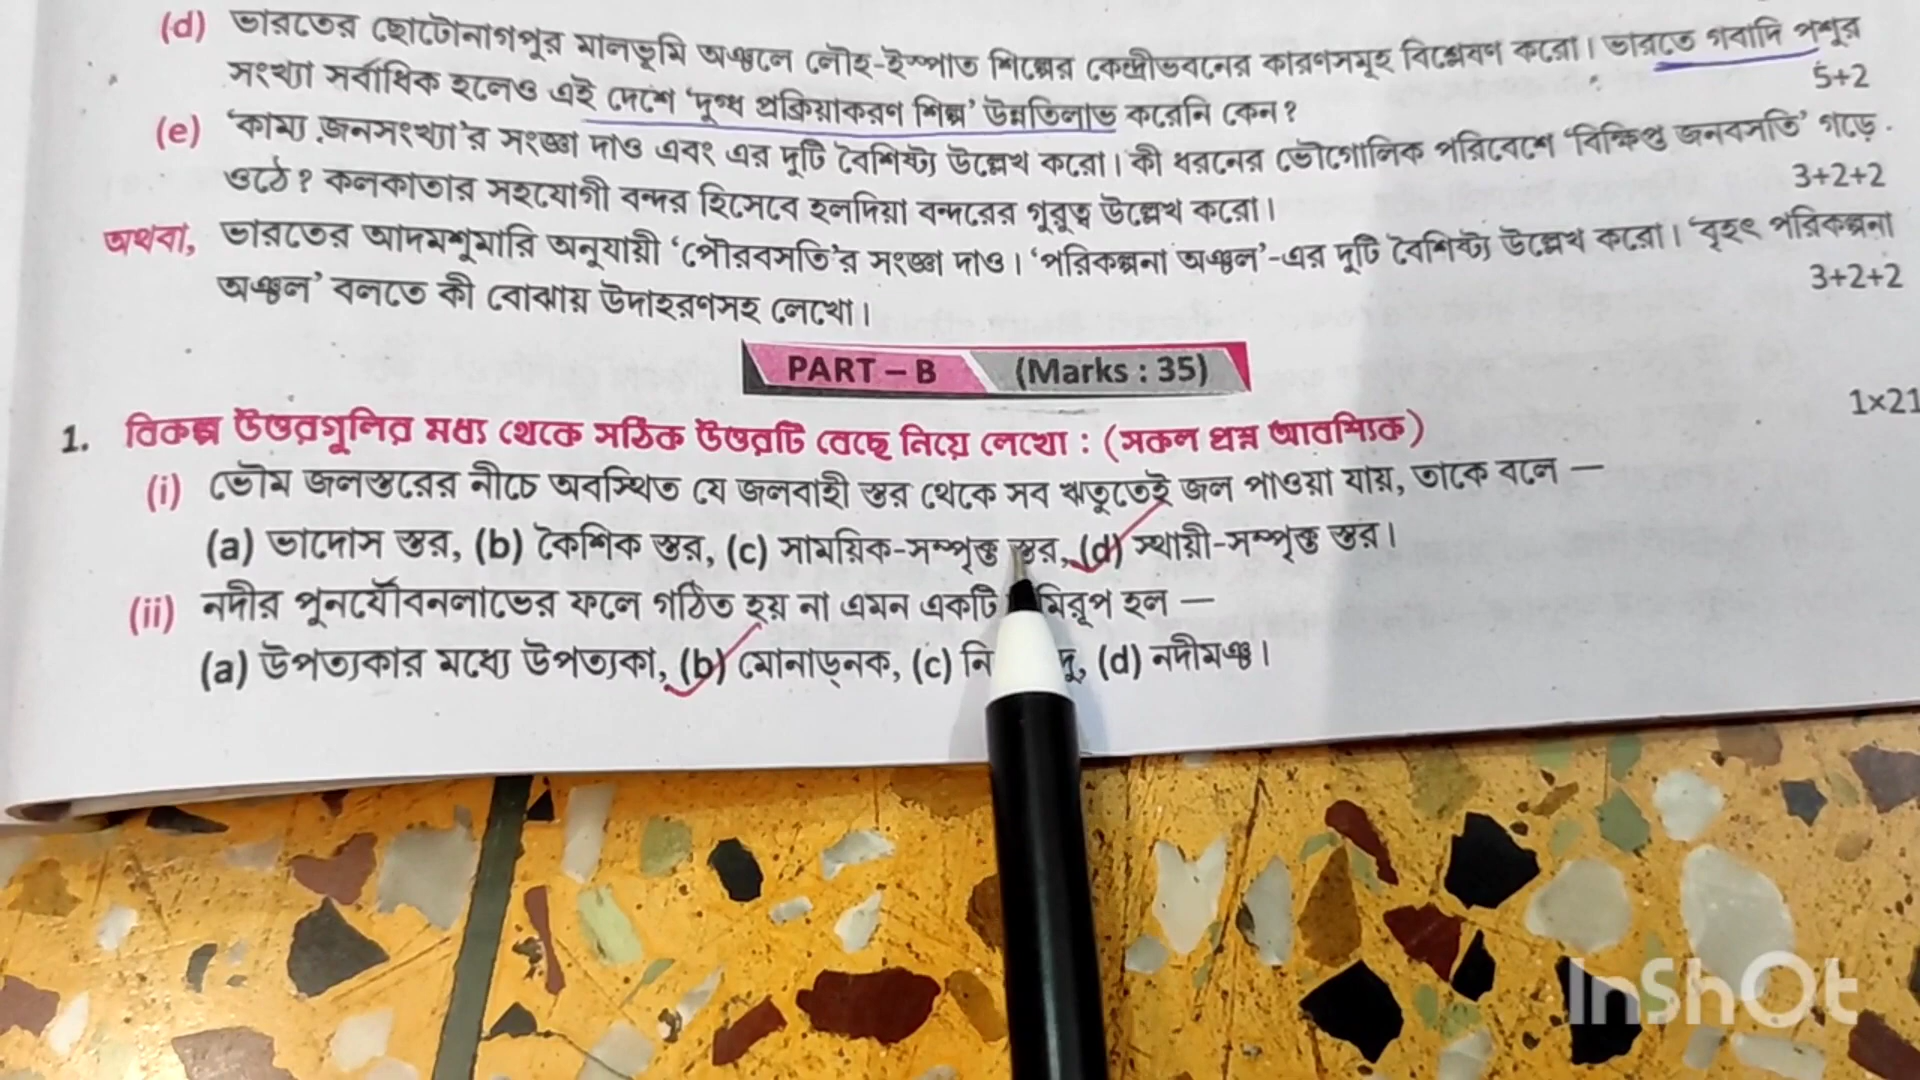 (d) ভারতের ছোটোনাগপুর মালভূমি অঞ্চলে লৌহ-ইস্পাত শিল্পের কেন্দ্রীভবনের কারণসমূহ বিশ্লেষণ করো। ভারতে গবাদি পশুর
সংখ্যা সর্বাধিক হলেও এই দেশে ‘দুগ্ধ প্রক্রিয়াকরণ শিল্প’ উন্নতিলাভ করেনি কেন? 5+2
(e) ‘কাম্য জনসংখ্যা’র সংজ্ঞা দাও এবং এর দুটি বৈশিষ্ট্য উল্লেখ করো। কী ধরনের ভৌগোলিক পরিবেশে ‘বিক্ষিপ্ত জনবসতি’ গড়ে
ওঠে? কলকাতার সহযোগী বন্দর হিসেবে হলদিয়া বন্দরের গুরুত্ব উল্লেখ করো। 3+2+2
অথবা, ভারতের আদমশুমারি অনুযায়ী ‘পৌরবসতি’র সংজ্ঞা দাও। ‘পরিকল্পনা অঞ্চল’-এর দুটি বৈশিষ্ট্য উল্লেখ করো। ‘বৃহৎ পরিকল্পনা
অঞ্চল’ বলতে কী বোঝায় উদাহরণসহ লেখো। 3+2+2
PART – B (Marks : 35)
1. বিকল্প উত্তরগুলির মধ্য থেকে সঠিক উত্তরটি বেছে নিয়ে লেখো : (সকল প্রশ্ন আবশ্যিক) 1×21
(i) ভৌম জলস্তরের নীচে অবস্থিত যে জলবাহী স্তর থেকে সব ঋতুতেই জল পাওয়া যায়, তাকে বলে —
(a) ভাদোস স্তর, (b) কৈশিক স্তর, (c) সাময়িক-সম্পৃক্ত স্তর, (d) স্থায়ী-সম্পৃক্ত স্তর।
(ii) নদীর পুনর্যৌবনলাভের ফলে গঠিত হয় না এমন একটি মিরূপ হল —
(a) উপত্যকার মধ্যে উপত্যকা, (b) মোনাড্‌নক, (c) নি দু, (d) নদীমঞ্চ।
InShOt